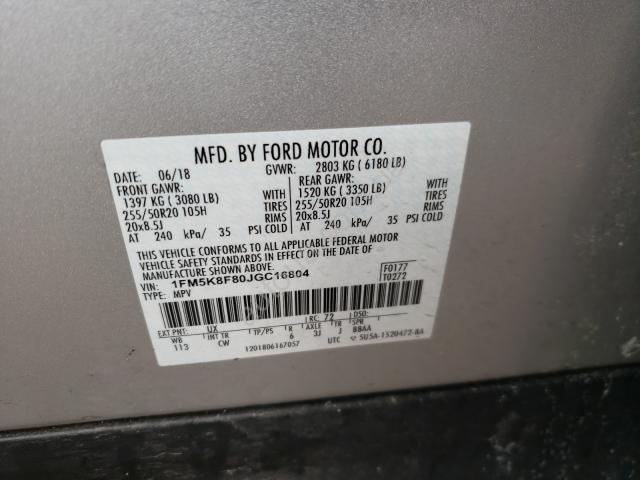 MFD. BY FORD MOTOR CO.
DATE: 06/18 GVWR: 2803 KG ( 6180 LB)
FRONT GAWR: REAR GAWR:
1397 KG ( 3080 LB) WITH 1520 KG ( 3350 LB) WITH
255/50R20 105H TIRES 255/50R20 105H TIRES
20x8.5J RIMS 20x8.5J RIMS
AT 240 kPa/ 35 PSI COLD AT 240 kPa/ 35 PSI COLD
THIS VEHICLE CONFORMS TO ALL APPLICABLE FEDERAL MOTOR
VEHICLE SAFETY STANDARDS IN EFFECT ON THE DATE OF
MANUFACTURE SHOWN ABOVE.
VIN: 1FM5K8F80JGC16804 F0177
TYPE: MPV T0272
RC: 72 DSO:
EXT PNT: UX
WB INT TR TP/PS R AXLE TR SPR
113 CW 6 3J J BBAA
1201806167057 UTC 5U5A-1520472-BA